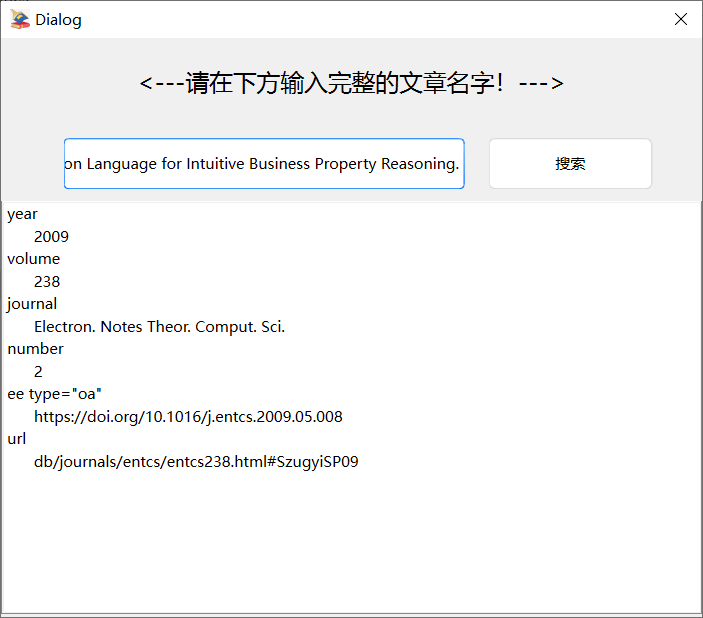 Dialog
<---请在下方输入完整的文章名字！--->
on Language for Intuitive Business Property Reasoning.
搜索
year
2009
volume
238
journal
Electron. Notes Theor. Comput. Sci.
number
2
ee type="oa"
https://doi.org/10.1016/j.entcs.2009.05.008
url
db/journals/entcs/entcs238.html#SzugyiSP09